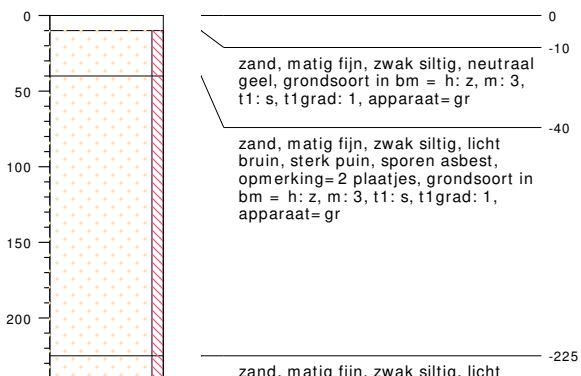 0
50
100
150
200
0
-10
zand, matig fijn, zwak siltig, neutraal
geel, grondsoort in bm = h: z, m: 3,
t1: s, t1grad: 1, apparaat= gr
-40
zand, matig fijn, zwak siltig, licht
bruin, sterk puin, sporen asbest,
opmerking= 2 plaatjes, grondsoort in
bm = h: z, m: 3, t1: s, t1grad: 1,
apparaat= gr
-225
zand, matig fijn, zwak siltig, licht